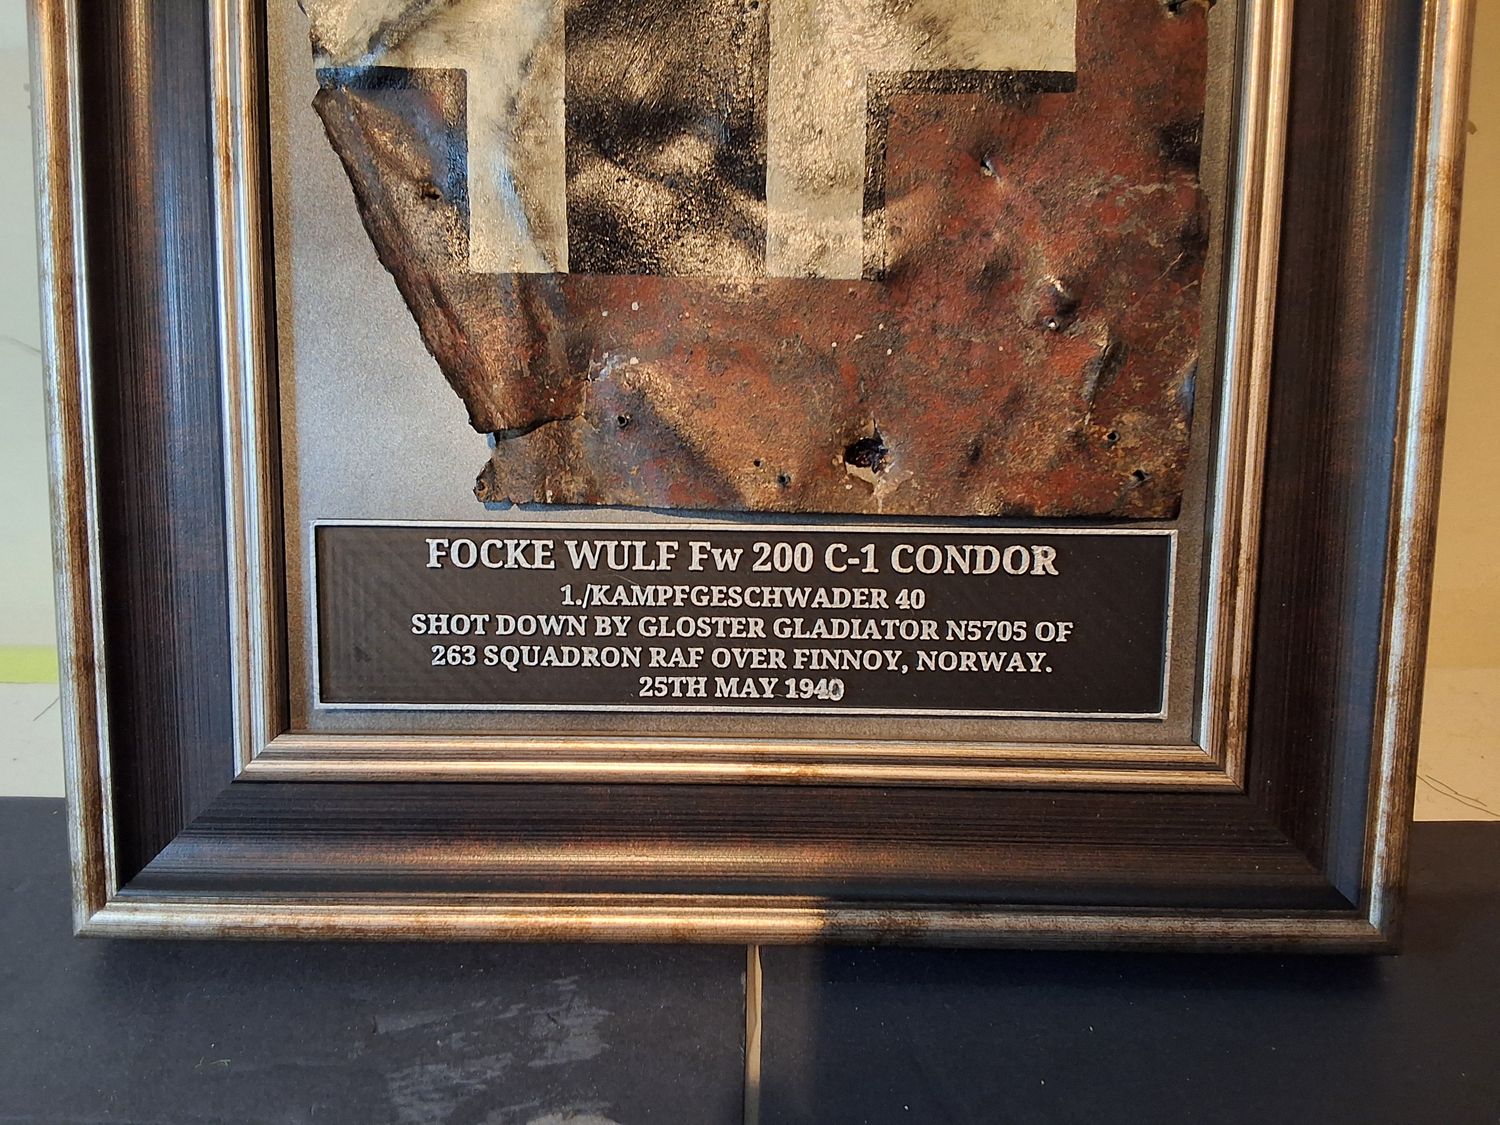 FOCKE WULF Fw 200 C-1 CONDOR
1./KAMPFGESCHWADER 40
SHOT DOWN BY GLOSTER GLADIATOR N5705 OF
263 SQUADRON RAF OVER FINNOY, NORWAY.
25TH MAY 1940